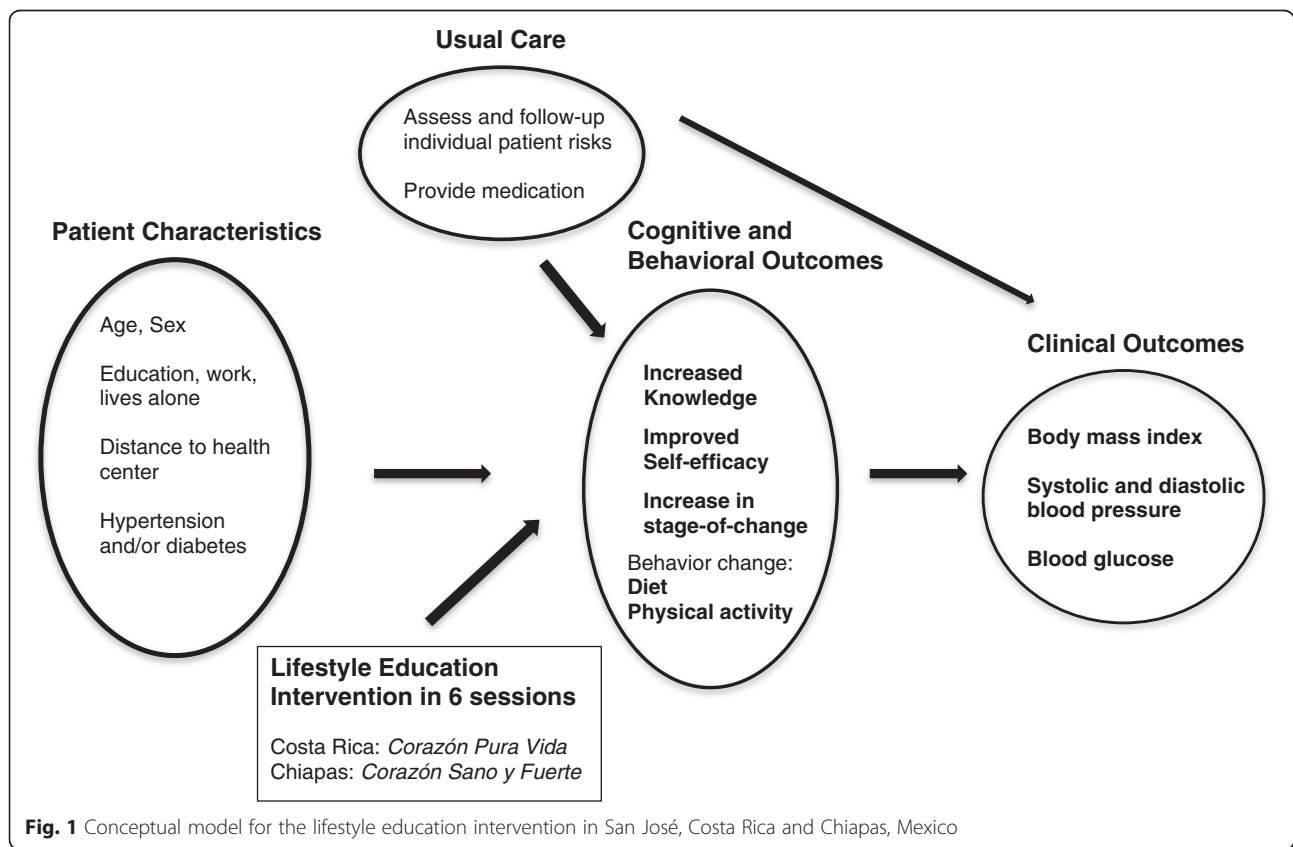 Usual Care
Assess and follow-up
individual patient risks
Provide medication
Patient Characteristics
Age, Sex
Education, work,
lives alone
Distance to health
center
Hypertension
and/or diabetes
Cognitive and
Behavioral Outcomes
Increased
Knowledge
Improved
Self-efficacy
Increase in
stage-of-change
Behavior change:
Diet
Physical activity
Clinical Outcomes
Body mass index
Systolic and diastolic
blood pressure
Blood glucose
Lifestyle Education
Intervention in 6 sessions
Costa Rica: Corazón Pura Vida
Chiapas: Corazón Sano y Fuerte
Fig. 1 Conceptual model for the lifestyle education intervention in San José, Costa Rica and Chiapas, Mexico